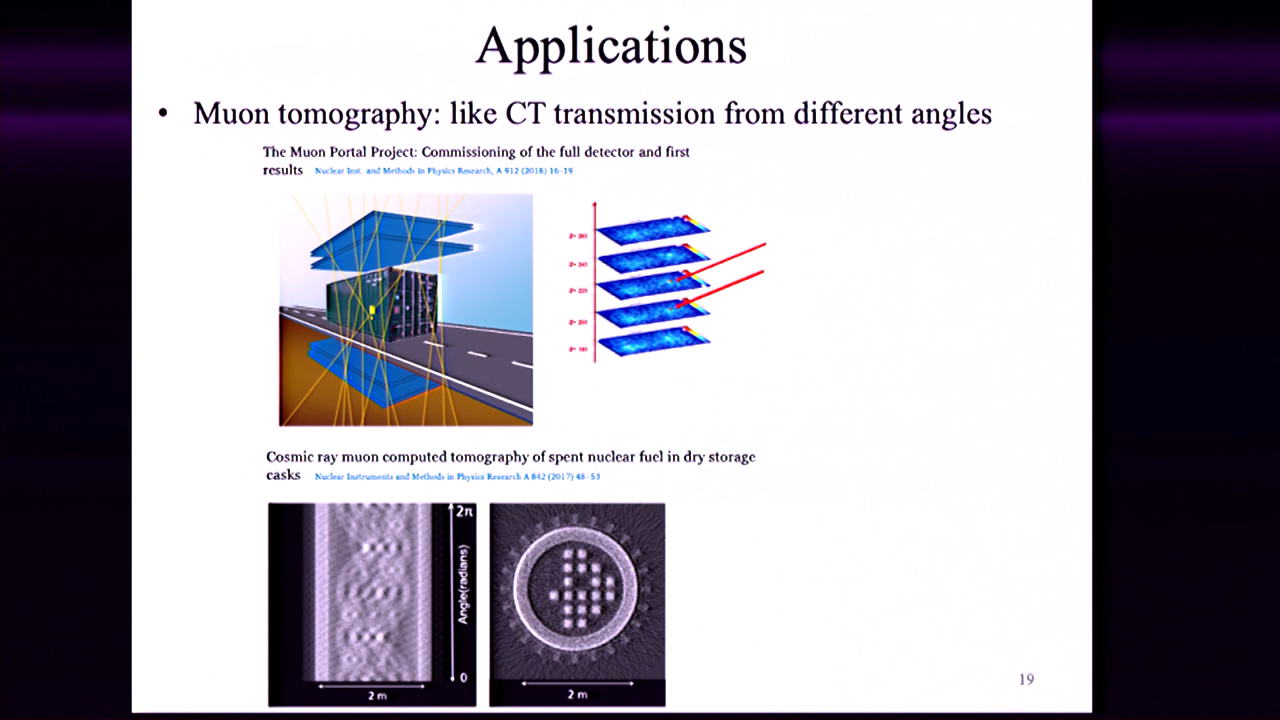 Applications
• Muon tomography: like CT transmission from different angles
The Muon Portal Project: Commissioning of the full detector and first
results Nuclear Inst. and Methods in Physics Research, A 912 (2018) 16–19
Cosmic ray muon computed tomography of spent nuclear fuel in dry storage
casks Nuclear Instruments and Methods in Physics Research A 842 (2017) 48–53
2π
Angle(radians)
0
2 m
2 m
19